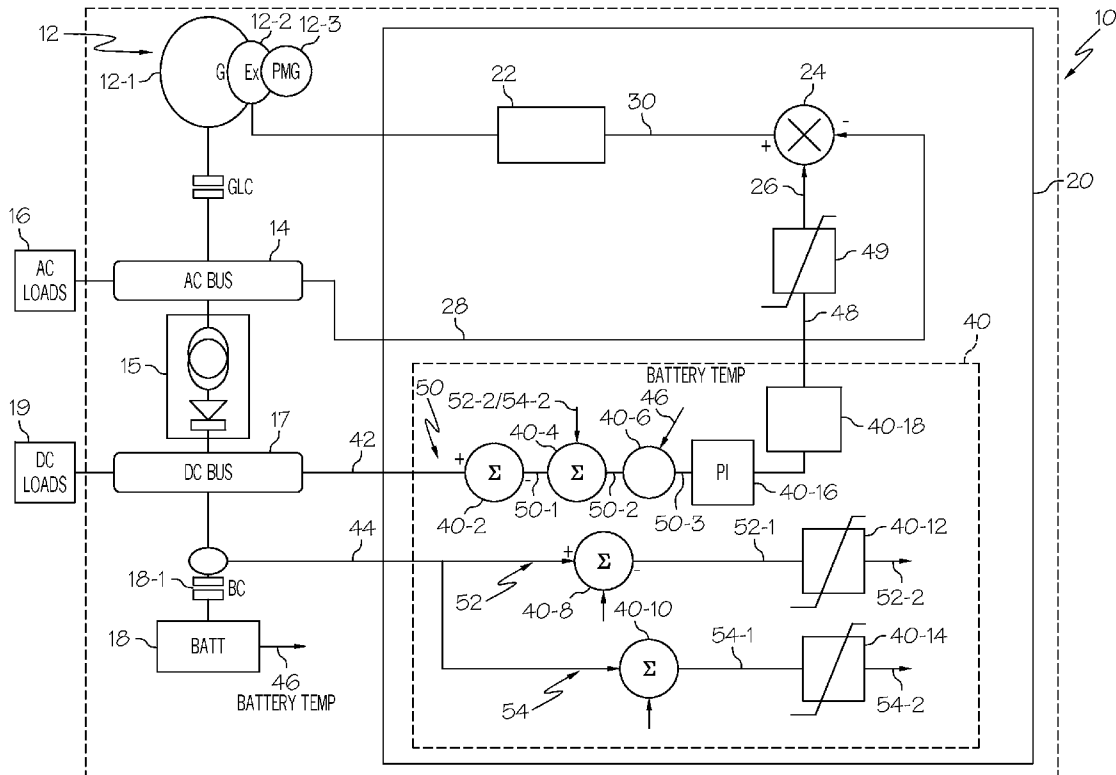 10
12
12-1
12-2
12-3
G
Ex
PMG
22
30
24
+
-
26
20
GLC
16
AC
LOADS
14
AC BUS
49
28
48
40
15
BATTERY TEMP
50
52-2/54-2
46
40-4
40-6
40-18
19
DC
LOADS
17
DC BUS
42
+
Σ
-
Σ
PI
40-2
50-1
50-2
50-3
40-16
44
18-1
BC
52
+
Σ
-
52-1
40-12
40-8
52-2
18
BATT
46
BATTERY TEMP
40-10
Σ
54
54-1
40-14
54-2